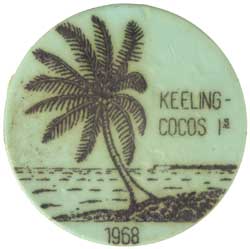 KEELING-
COCOS Is
1968